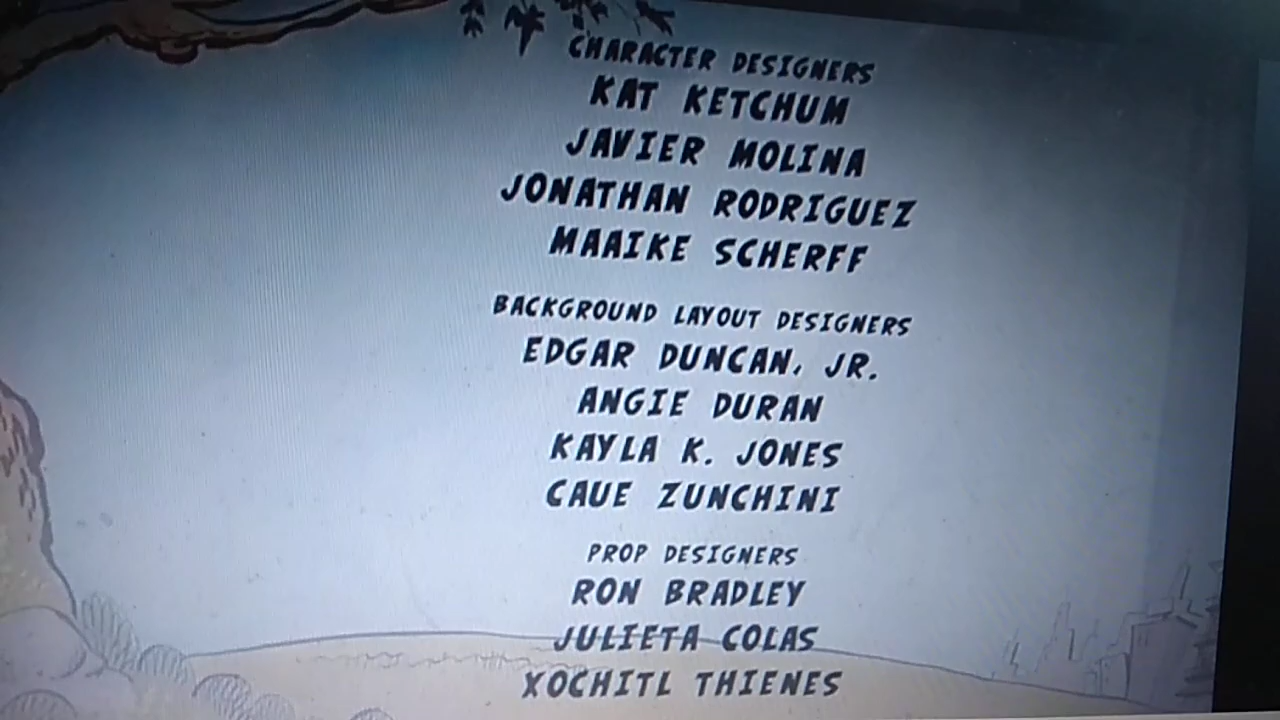 CHARACTER DESIGNERS
KAT KETCHUM
JAVIER MOLINA
JONATHAN RODRIGUEZ
MAAIKE SCHERFF
BACKGROUND LAYOUT DESIGNERS
EDGAR DUNCAN, JR.
ANGIE DURAN
KAYLA K. JONES
CAUE ZUNCHINI
PROP DESIGNERS
RON BRADLEY
JULIETA COLAS
XOCHITL THIENES